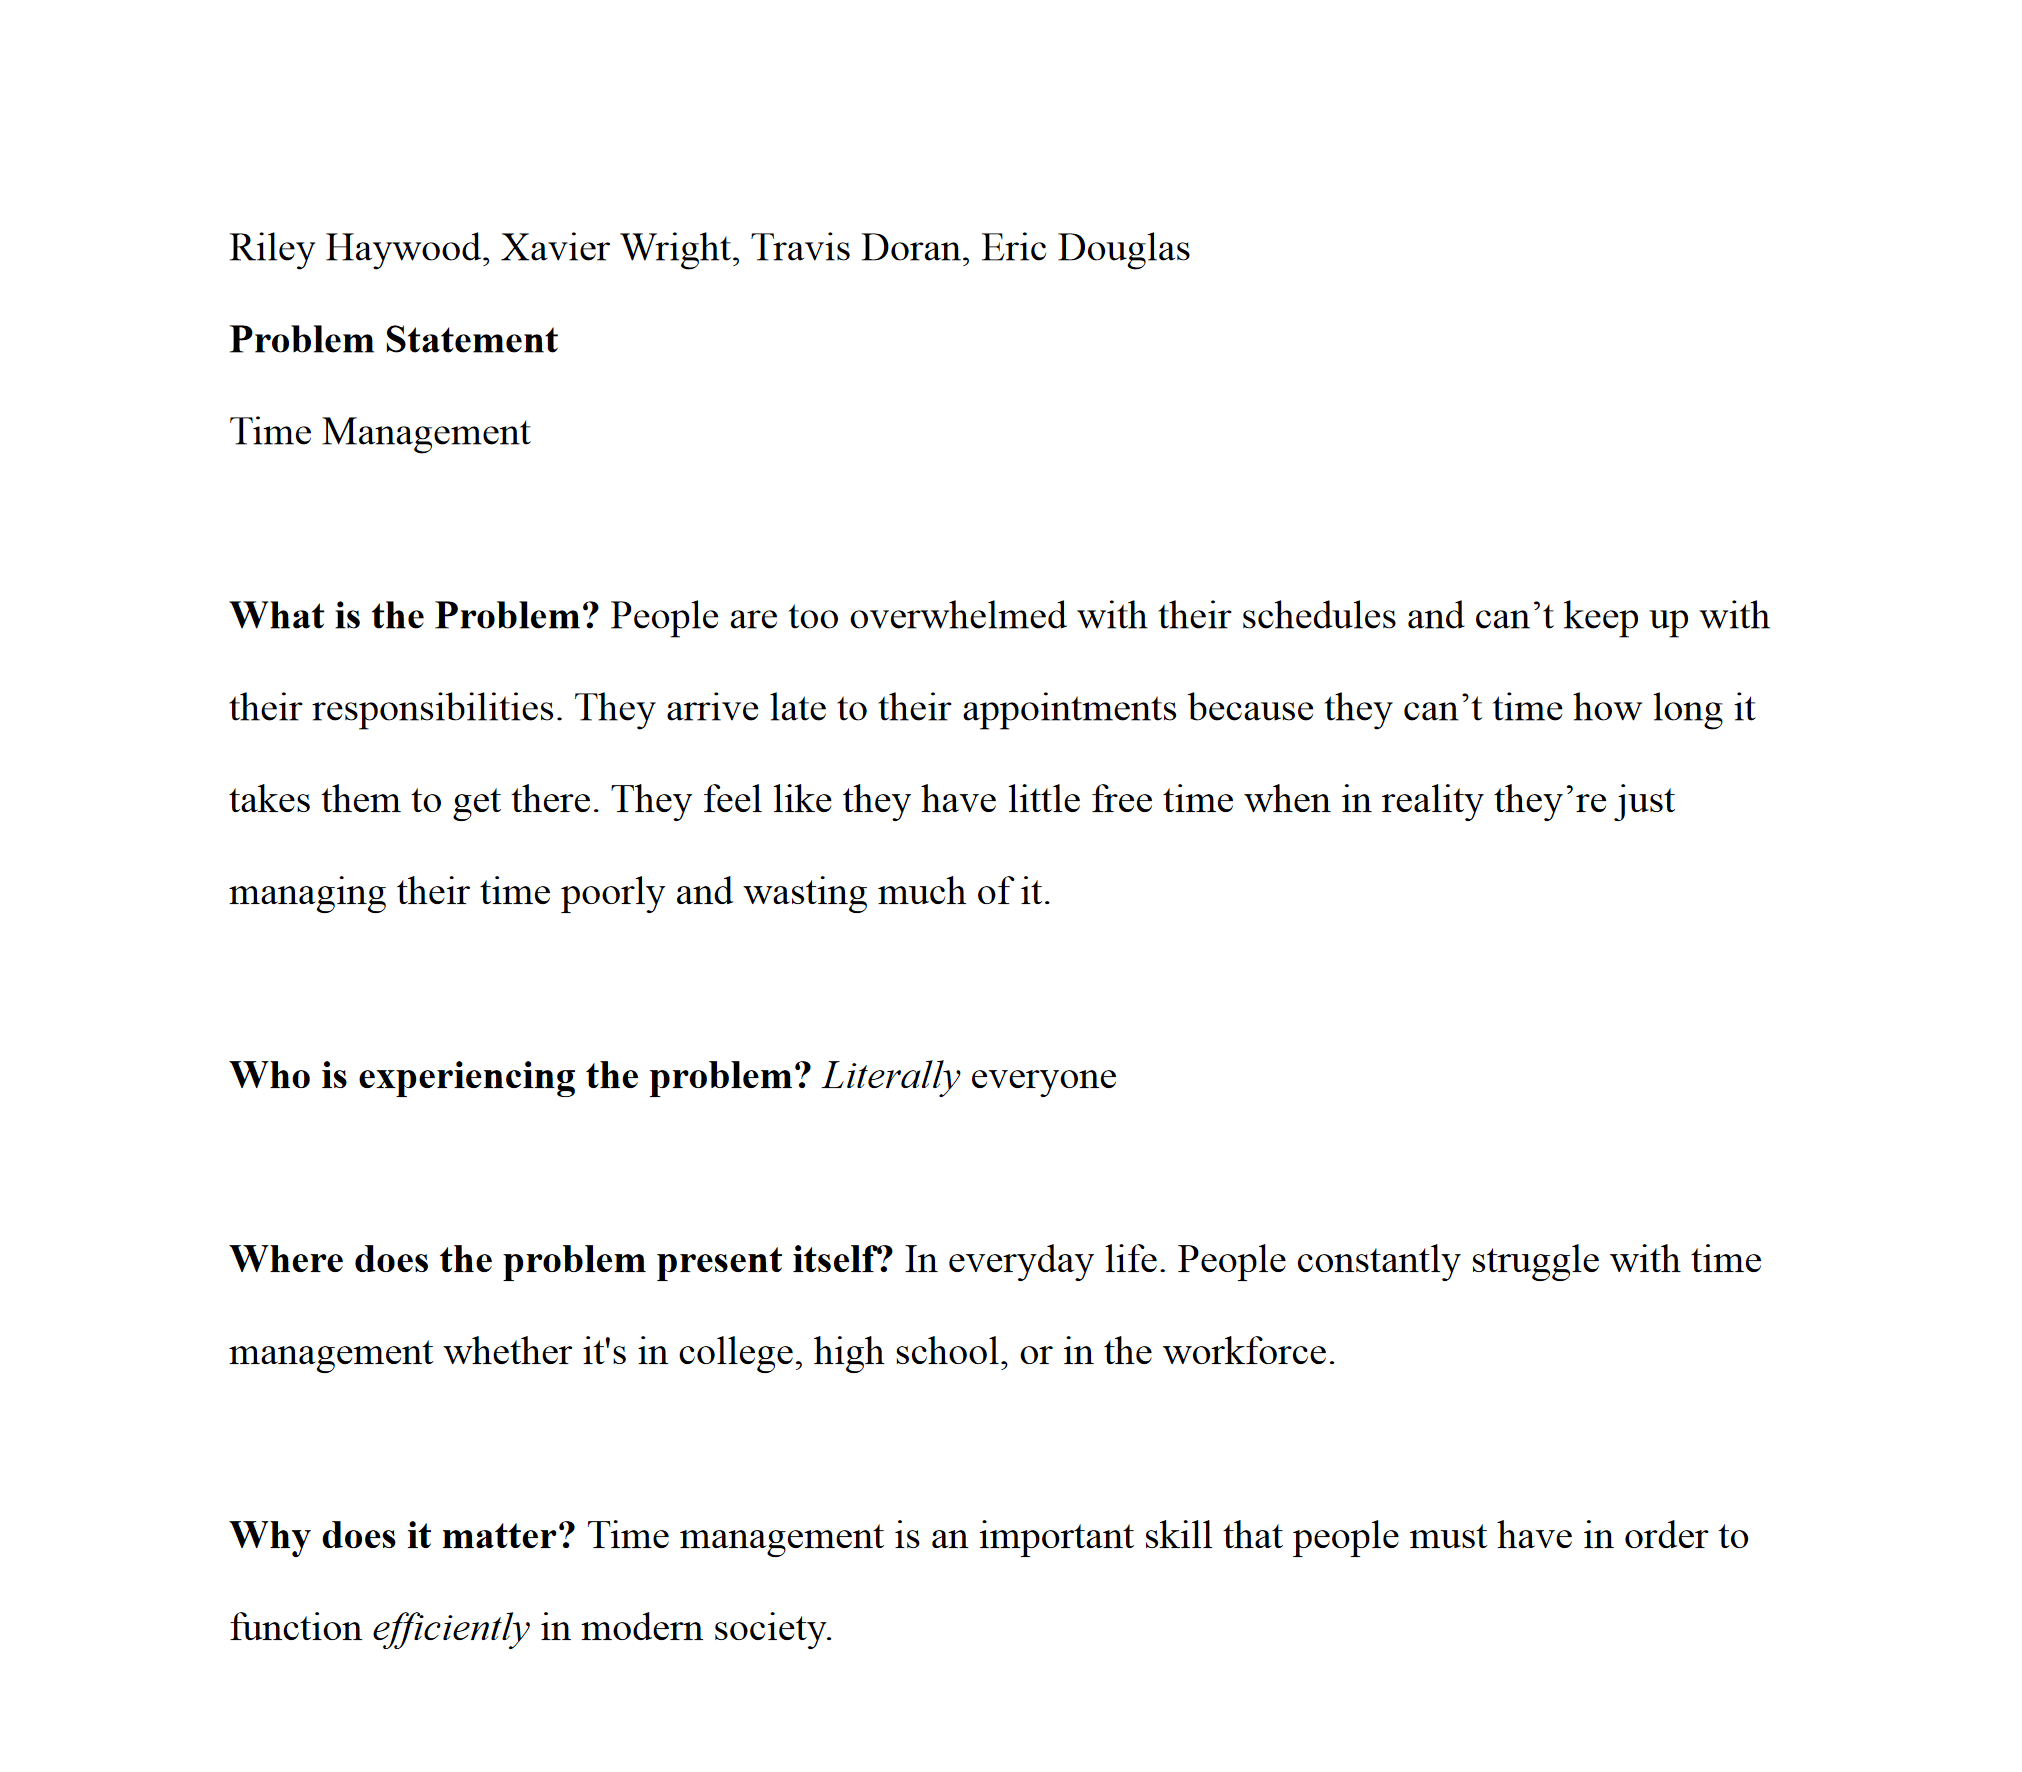 Riley Haywood, Xavier Wright, Travis Doran, Eric Douglas
Problem Statement
Time Management
What is the Problem? People are too overwhelmed with their schedules and can’t keep up with
their responsibilities. They arrive late to their appointments because they can’t time how long it
takes them to get there. They feel like they have little free time when in reality they’re just
managing their time poorly and wasting much of it.
Who is experiencing the problem? Literally everyone
Where does the problem present itself? In everyday life. People constantly struggle with time
management whether it's in college, high school, or in the workforce.
Why does it matter? Time management is an important skill that people must have in order to
function efficiently in modern society.